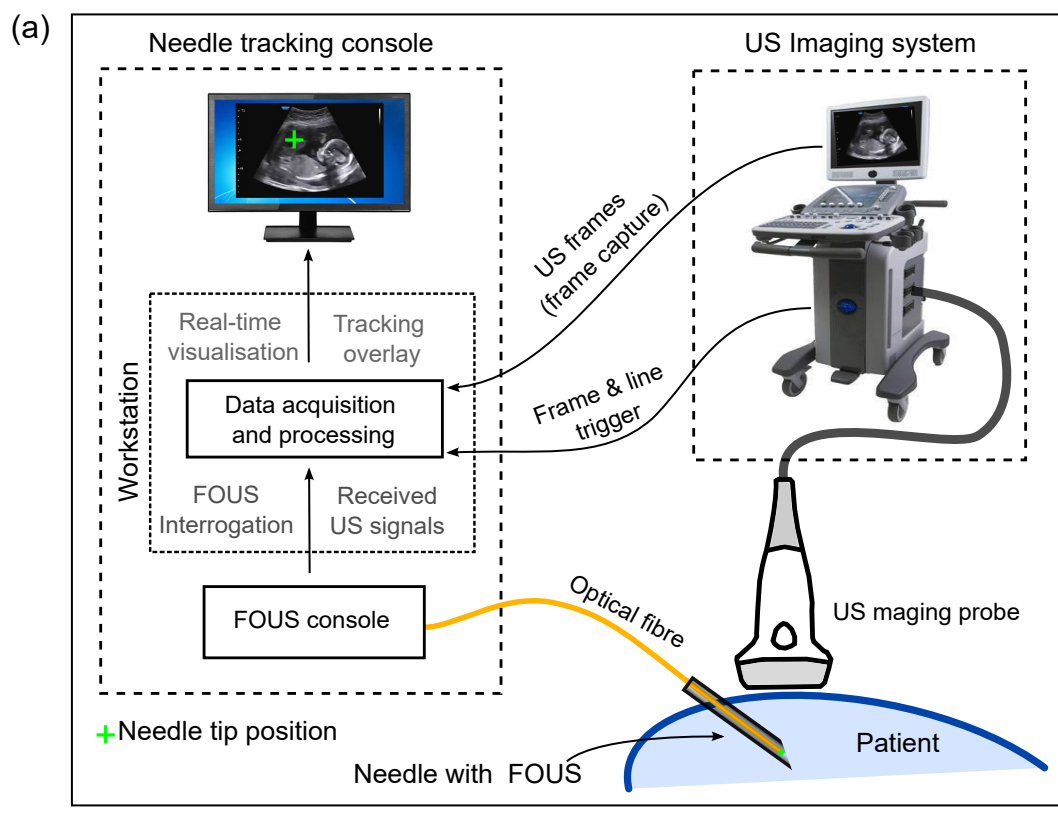 (a)
Needle tracking console
US Imaging system
US frames
(frame capture)
Real-time
visualisation
Tracking
overlay
Workstation
Data acquisition
and processing
Frame & line
trigger
FOUS
Interrogation
Received
US signals
FOUS console
Optical fibre
US maging probe
+Needle tip position
Needle with FOUS
Patient